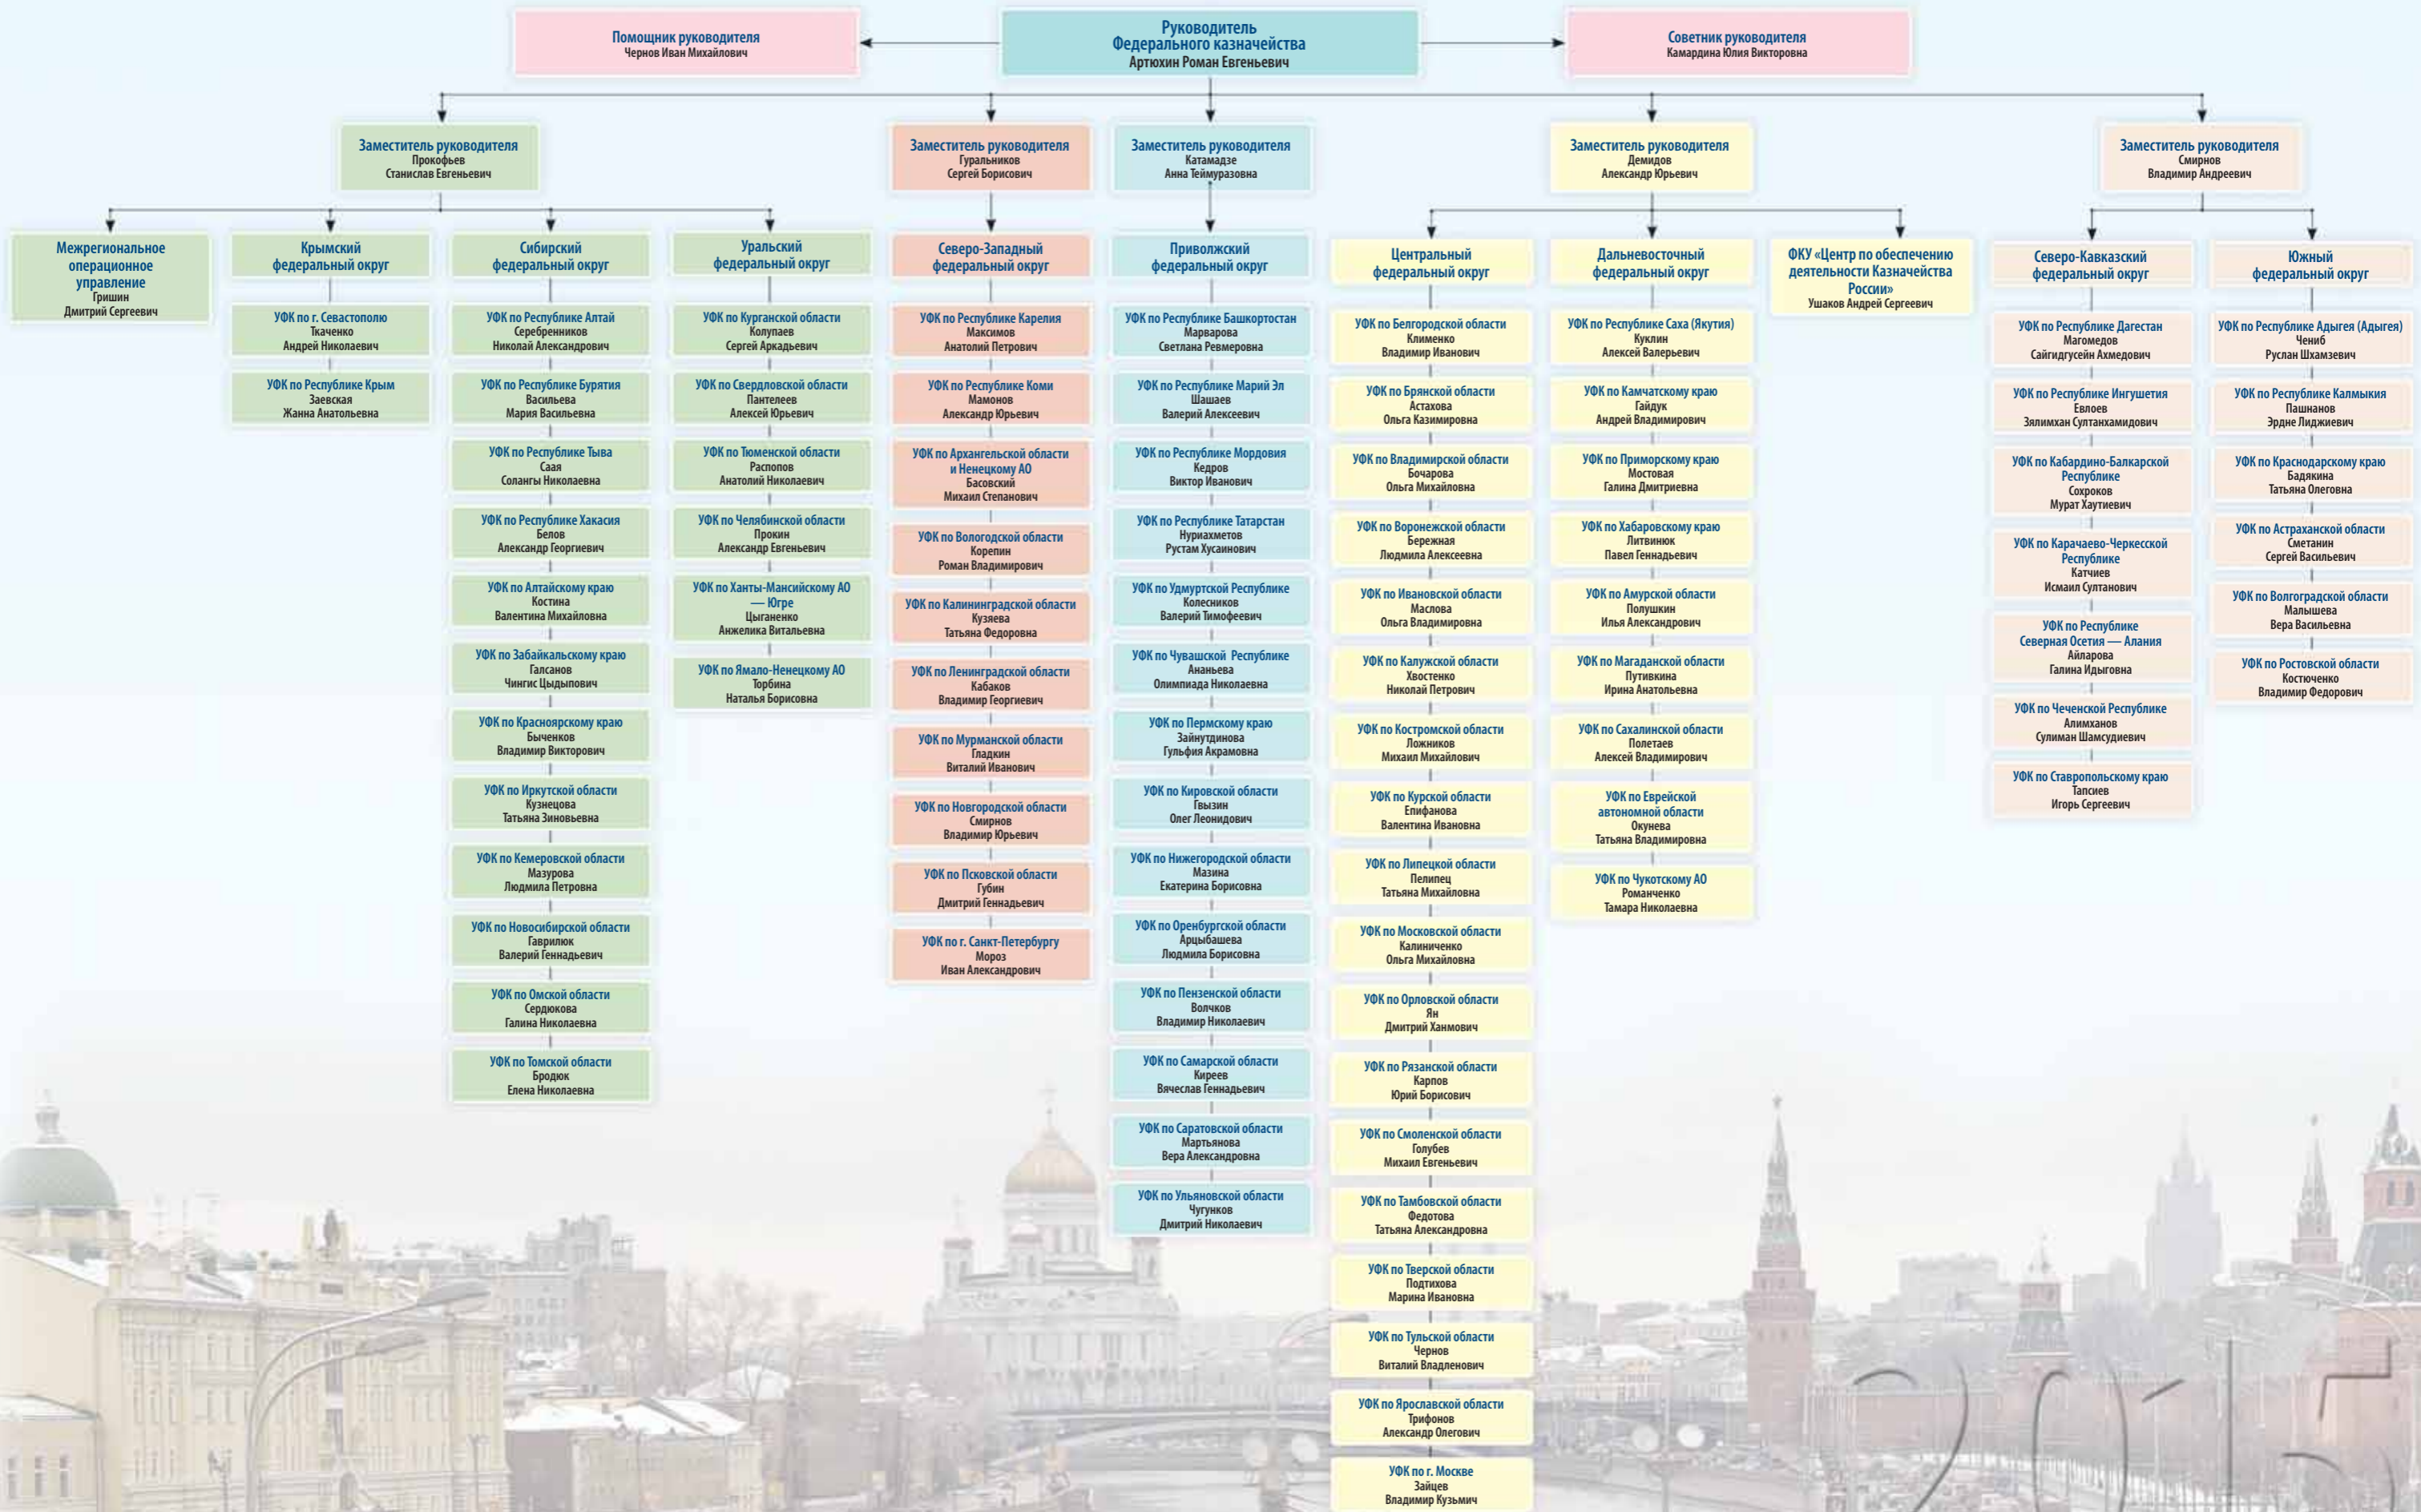 Помощник руководителя
Чернов Иван Михайлович
Руководитель
Федерального казначейства
Артюхин Роман Евгеньевич
Советник руководителя
Камардина Юлия Викторовна
Заместитель руководителя
Прокофьев
Станислав Евгеньевич
Заместитель руководителя
Гуральников
Сергей Борисович
Заместитель руководителя
Катамадзе
Анна Теймуразовна
Заместитель руководителя
Демидов
Александр Юрьевич
Заместитель руководителя
Смирнов
Владимир Андреевич
Межрегиональное
операционное
управление
Гришин
Дмитрий Сергеевич
Крымский
федеральный округ
УФК по г. Севастополю
Ткаченко
Андрей Николаевич
УФК по Республике Крым
Заевская
Жанна Анатольевна
Сибирский
федеральный округ
УФК по Республике Алтай
Серебренников
Николай Александрович
УФК по Республике Бурятия
Васильева
Мария Васильевна
УФК по Республике Тыва
Саая
Солангы Николаевна
УФК по Республике Хакасия
Белов
Александр Георгиевич
УФК по Алтайскому краю
Костина
Валентина Михайловна
УФК по Забайкальскому краю
Галсанов
Чингис Цыдыпович
УФК по Красноярскому краю
Быченков
Владимир Викторович
УФК по Иркутской области
Кузнецова
Татьяна Зиновьевна
УФК по Кемеровской области
Мазурова
Людмила Петровна
УФК по Новосибирской области
Гаврилюк
Валерий Геннадьевич
УФК по Омской области
Сердюкова
Галина Николаевна
УФК по Томской области
Бродюк
Елена Николаевна
Уральский
федеральный округ
УФК по Курганской области
Колупаев
Сергей Аркадьевич
УФК по Свердловской области
Пантелеев
Алексей Юрьевич
УФК по Тюменской области
Распопов
Анатолий Николаевич
УФК по Челябинской области
Прокин
Александр Евгеньевич
УФК по Ханты-Мансийскому АО
— Югре
Цыганенко
Анжелика Витальевна
УФК по Ямало-Ненецкому АО
Торбина
Наталья Борисовна
Северо-Западный
федеральный округ
УФК по Республике Карелия
Максимов
Анатолий Петрович
УФК по Республике Коми
Мамонов
Александр Юрьевич
УФК по Архангельской области
и Ненецкому АО
Басовский
Михаил Степанович
УФК по Вологодской области
Корепин
Роман Владимирович
УФК по Калининградской области
Кузяева
Татьяна Федоровна
УФК по Ленинградской области
Кабаков
Владимир Георгиевич
УФК по Мурманской области
Гладкин
Виталий Иванович
УФК по Новгородской области
Смирнов
Владимир Юрьевич
УФК по Псковской области
Губин
Дмитрий Геннадьевич
УФК по г. Санкт-Петербургу
Мороз
Иван Александрович
Приволжский
федеральный округ
УФК по Республике Башкортостан
Марварова
Светлана Ревмеровна
УФК по Республике Марий Эл
Шашаев
Валерий Алексеевич
УФК по Республике Мордовия
Кедров
Виктор Иванович
УФК по Республике Татарстан
Нуриахметов
Рустам Хусаинович
УФК по Удмуртской Республике
Колесников
Валерий Тимофеевич
УФК по Чувашской Республике
Ананьева
Олимпиада Николаевна
УФК по Пермскому краю
Зайнутдинова
Гульфия Акрамовна
УФК по Кировской области
Гвызин
Олег Леонидович
УФК по Нижегородской области
Мазина
Екатерина Борисовна
УФК по Оренбургской области
Арцыбашева
Людмила Борисовна
УФК по Пензенской области
Волчков
Владимир Николаевич
УФК по Самарской области
Киреев
Вячеслав Геннадьевич
УФК по Саратовской области
Мартьянова
Вера Александровна
УФК по Ульяновской области
Чугунков
Дмитрий Николаевич
Центральный
федеральный округ
УФК по Белгородской области
Клименко
Владимир Иванович
УФК по Брянской области
Астахова
Ольга Казимировна
УФК по Владимирской области
Бочарова
Ольга Михайловна
УФК по Воронежской области
Бережная
Людмила Алексеевна
УФК по Ивановской области
Маслова
Ольга Владимировна
УФК по Калужской области
Хвостенко
Николай Петрович
УФК по Костромской области
Ложников
Михаил Михайлович
УФК по Курской области
Епифанова
Валентина Ивановна
УФК по Липецкой области
Пелипец
Татьяна Михайловна
УФК по Московской области
Калиниченко
Ольга Михайловна
УФК по Орловской области
Ян
Дмитрий Ханмович
УФК по Рязанской области
Карпов
Юрий Борисович
УФК по Смоленской области
Голубев
Михаил Евгеньевич
УФК по Тамбовской области
Федотова
Татьяна Александровна
УФК по Тверской области
Подтихова
Марина Ивановна
УФК по Тульской области
Чернов
Виталий Владленович
УФК по Ярославской области
Трифонов
Александр Олегович
УФК по г. Москве
Зайцев
Владимир Кузьмич
Дальневосточный
федеральный округ
УФК по Республике Саха (Якутия)
Куклин
Алексей Валерьевич
УФК по Камчатскому краю
Гайдук
Андрей Владимирович
УФК по Приморскому краю
Мостовая
Галина Дмитриевна
УФК по Хабаровскому краю
Литвинюк
Павел Геннадьевич
УФК по Амурской области
Полушкин
Илья Александрович
УФК по Магаданской области
Путивкина
Ирина Анатольевна
УФК по Сахалинской области
Полетаев
Алексей Владимирович
УФК по Еврейской
автономной области
Окунева
Татьяна Владимировна
УФК по Чукотскому АО
Романченко
Тамара Николаевна
ФКУ «Центр по обеспечению
деятельности Казначейства
России»
Ушаков Андрей Сергеевич
Северо-Кавказский
федеральный округ
УФК по Республике Дагестан
Магомедов
Сайгидгусейн Ахмедович
УФК по Республике Ингушетия
Евлоев
Зялимхан Султанхамидович
УФК по Кабардино-Балкарской
Республике
Сохроков
Мурат Хаутиевич
УФК по Карачаево-Черкесской
Республике
Катчиев
Исмаил Султанович
УФК по Республике
Северная Осетия — Алания
Айларова
Галина Идыговна
УФК по Чеченской Республике
Алимханов
Сулиман Шамсудиевич
УФК по Ставропольскому краю
Тапсиев
Игорь Сергеевич
Южный
федеральный округ
УФК по Республике Адыгея (Адыгея)
Чениб
Руслан Шхамзевич
УФК по Республике Калмыкия
Пашнанов
Эрдне Лиджиевич
УФК по Краснодарскому краю
Бадякина
Татьяна Олеговна
УФК по Астраханской области
Сметанин
Сергей Васильевич
УФК по Волгоградской области
Малышева
Вера Васильевна
УФК по Ростовской области
Костюченко
Владимир Федорович
2015